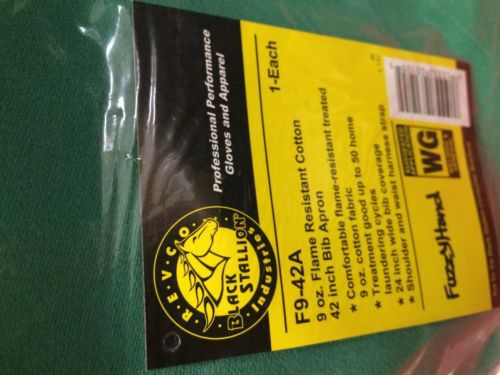 Professional Performance
Gloves and Apparel
REVCO
BLACK
STALLION
Industries
1-Each
F9-42A
9 oz. Flame Resistant Cotton
42 inch Bib Apron
★ Comfortable flame-resistant treated
9 oz. cotton fabric
★ Treatment good up to 50 home
laundering cycles
★ 24 inch wide bib coverage
★ Shoulder and waist harness strap
WG
FuzzyHand